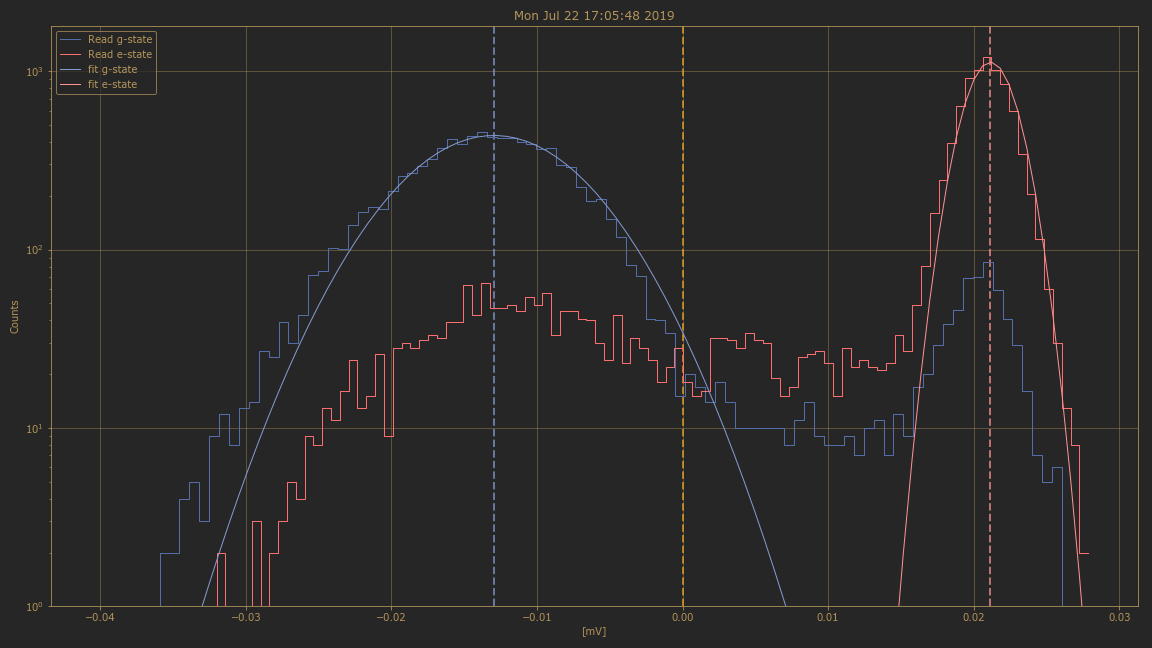 Mon Jul 22 17:05:48 2019
Read g-state
Read e-state
fit g-state
fit e-state
Counts
10³
10²
10¹
10⁰
−0.04 −0.03 −0.02 −0.01 0.00 0.01 0.02 0.03
[mV]